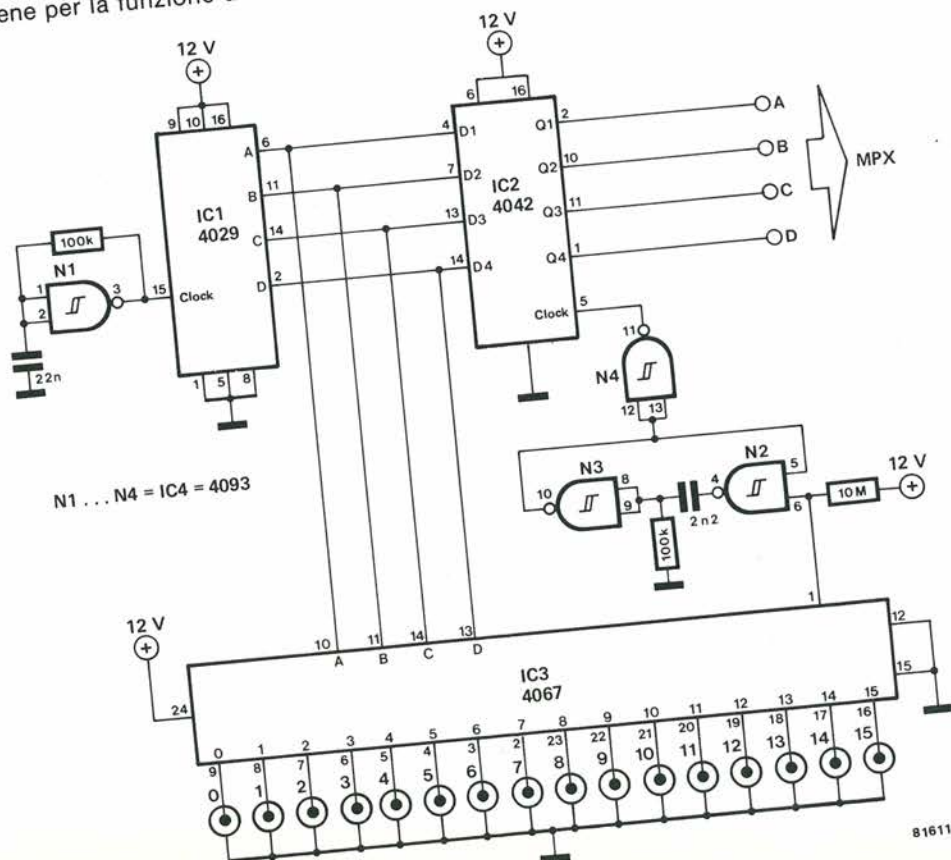 ene per la funzione
12 V
12 V
9 10 16
6 16
A 6
4 D1
Q1 2
A
B 11
7 D2
Q2 10
B
MPX
IC1
4029
IC2
4042
C 14
13 D3
Q3 11
C
100k
D 2
14 D4
Q4 1
D
N1
1
2
3
15 Clock
Clock 5
22n
1 5 8
11
N4
12 13
N1 . . . N4 = IC4 = 4093
N3
N2
12 V
10
8
9
4
5
6
10M
2n2
100k
1
12 V
10 11 14 13
A B C D
12
IC3
4067
15
24
0 1 2 3 4 5 6 7 8 9 10 11 12 13 14 15
9 8 7 6 5 4 3 2 23 22 21 20 19 18 17 16
0 1 2 3 4 5 6 7 8 9 10 11 12 13 14 15
81611